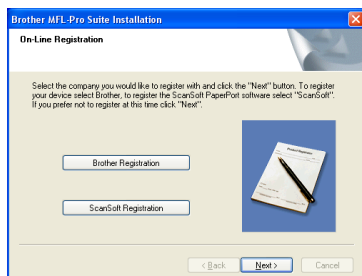 Brother MFL-Pro Suite Installation
On-Line Registration
Select the company you would like to register with and click the "Next" button. To register
your device select Brother, to register the ScanSoft PaperPort software select "ScanSoft".
If you prefer not to register at this time click "Next".
Brother Registration
ScanSoft Registration
< Back
Next >
Cancel